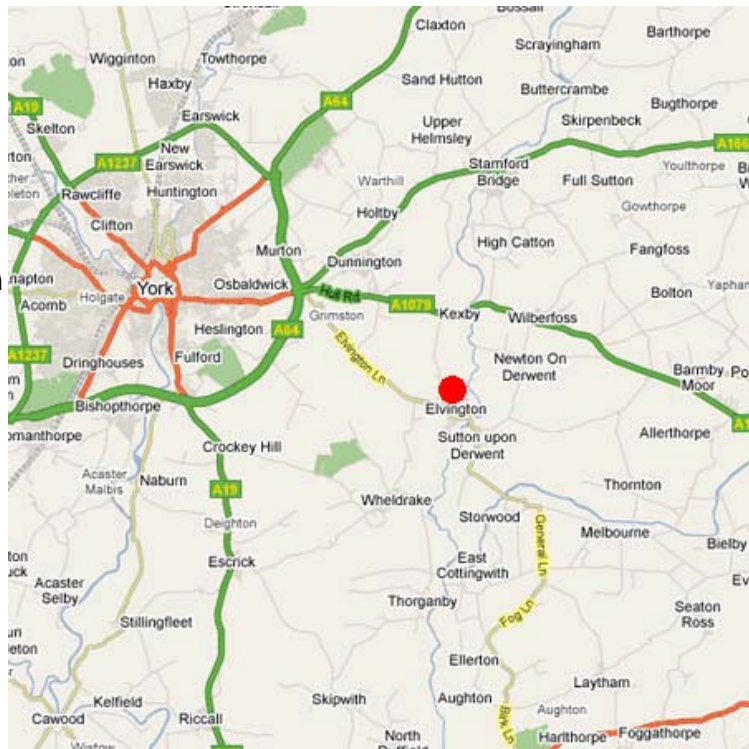 Claxton
Barthorpe
Wigginton
Towthorpe
Scrayingham
Haxby
Sand Hutton
Buttercrambe
A64
A19
Bugthorpe
Earswick
Upper
Helmsley
Skirpenbeck
Skelton
New
Earswick
A1237
A166
Stamford
Bridge
Youlthorpe
Rawcliffe
Huntington
Warthill
Full Sutton
Gowthorpe
Holtby
Clifton
Murton
High Catton
Fangfoss
Dunnington
York
Osbaldwick
Hull Rd
Holgate
Acomb
A1079
Bolton
Grimston
Kexby
Wilberfoss
Heslington
A64
A1237
Fulford
Elvington Ln
Dringhouses
Newton On
Derwent
Barmby
Moor
Bishopthorpe
Elvington
Allerthorpe
Sutton upon
Derwent
Crockey Hill
Acaster
Malbis
Naburn
A19
Thornton
Wheldrake
Storwood
General Ln
Deighton
Melbourne
Bielby
Escrick
East
Cottingwith
Acaster
Selby
Thorganby
Seaton
Ross
Fog Ln
Stillingfleet
Ellerton
Laytham
Kelfield
Skipwith
Aughton
Aughton
Birk Ln
Cawood
Riccall
North
Harlthorpe
Foggathorpe